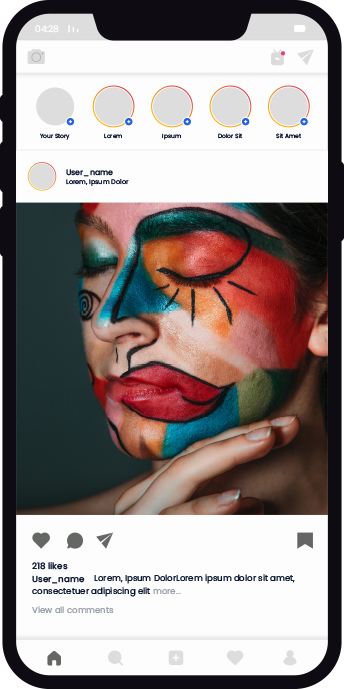 04:28
Your Story
Lorem
Ipsum
Dolor Sit
Sit Amet
User_name
Lorem, Ipsum Dolor
218 likes
User_name Lorem, Ipsum DolorLorem ipsum dolor sit amet,
consectetuer adipiscing elit more...
View all comments